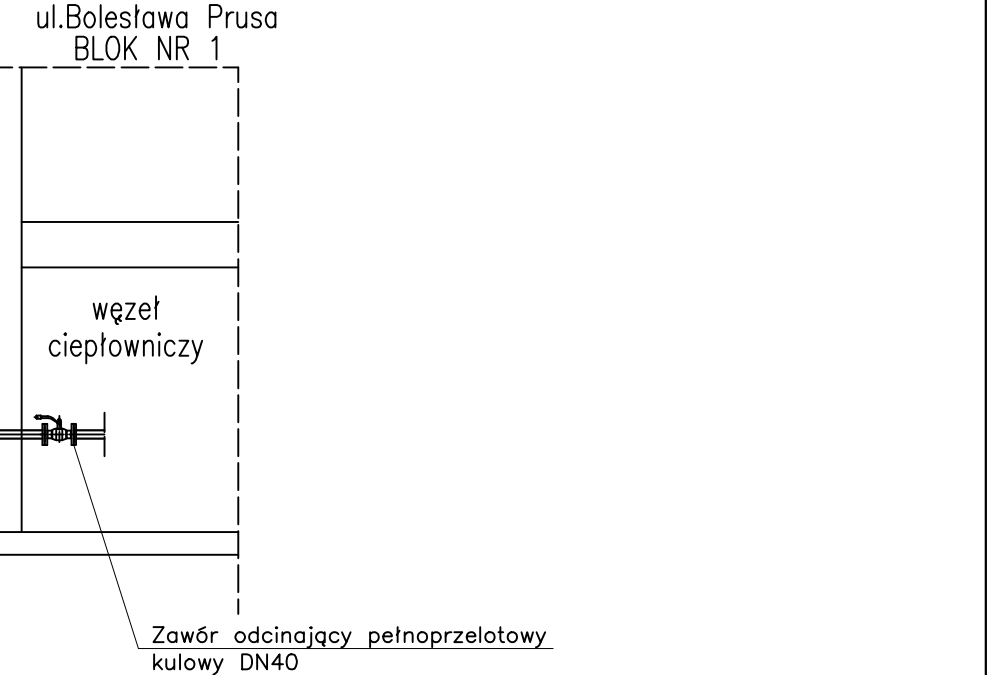 ul.Bolesława Prusa
BLOK NR 1
węzeł
ciepłowniczy
Zawór odcinający pełnoprzelotowy
kulowy DN40